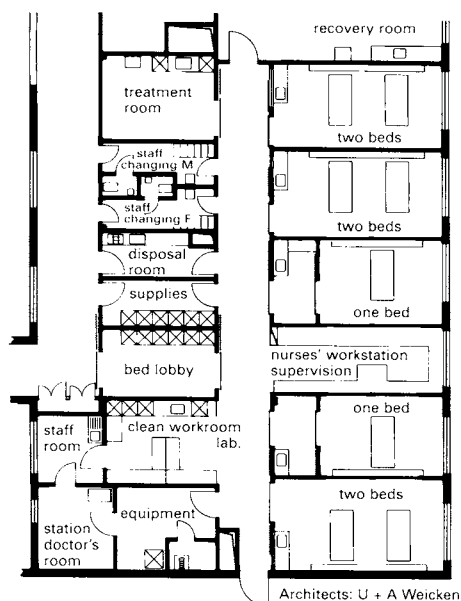 recovery room
treatment
room
two beds
staff
changing M
staff
changing F
two beds
disposal
room
supplies
one bed
bed lobby
nurses' workstation
supervision
staff
room
clean workroom
lab.
one bed
equipment
station
doctor's
room
two beds
Architects: U + A Weicken